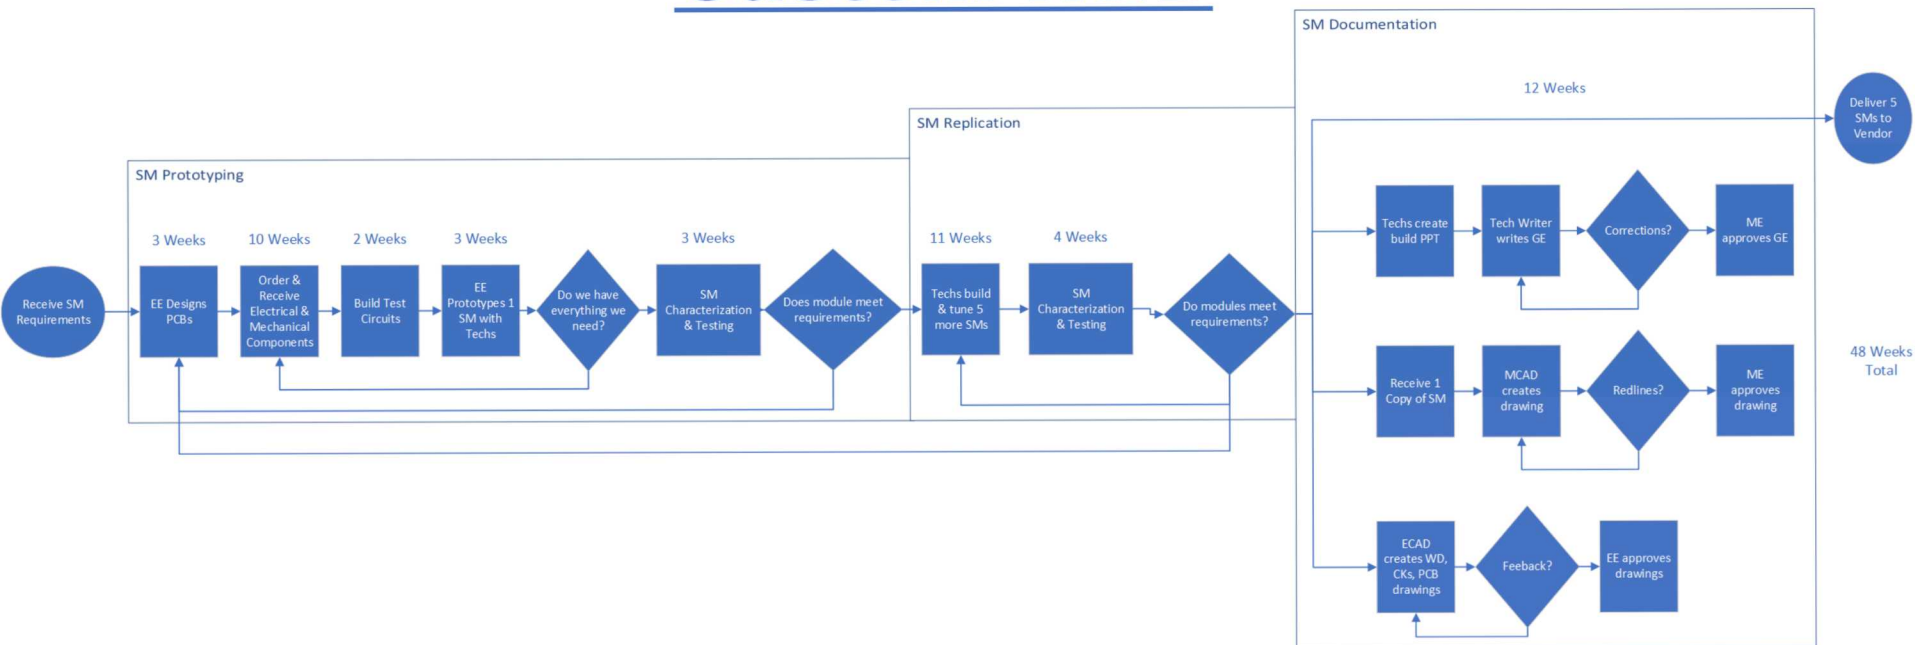 SM Documentation
12 Weeks
Deliver 5
SMs to
Vendor
SM Replication
SM Prototyping
3 Weeks
10 Weeks
2 Weeks
3 Weeks
3 Weeks
11 Weeks
4 Weeks
Receive SM
Requirements
EE Designs
PCBs
Order &
Receive
Electrical &
Mechanical
Components
Build Test
Circuits
EE
Prototypes 1
SM with
Techs
Do we have
everything we
need?
SM
Characterization
& Testing
Does module meet
requirements?
Techs build
& tune 5
more SMs
SM
Characterization
& Testing
Do modules meet
requirements?
Techs create
build PPT
Tech Writer
writes GE
Corrections?
ME
approves GE
Receive 1
Copy of SM
MCAD
creates
drawing
Redlines?
ME
approves
drawing
48 Weeks
Total
ECAD
creates WD,
CKs, PCB
drawings
Feeback?
EE approves
drawings